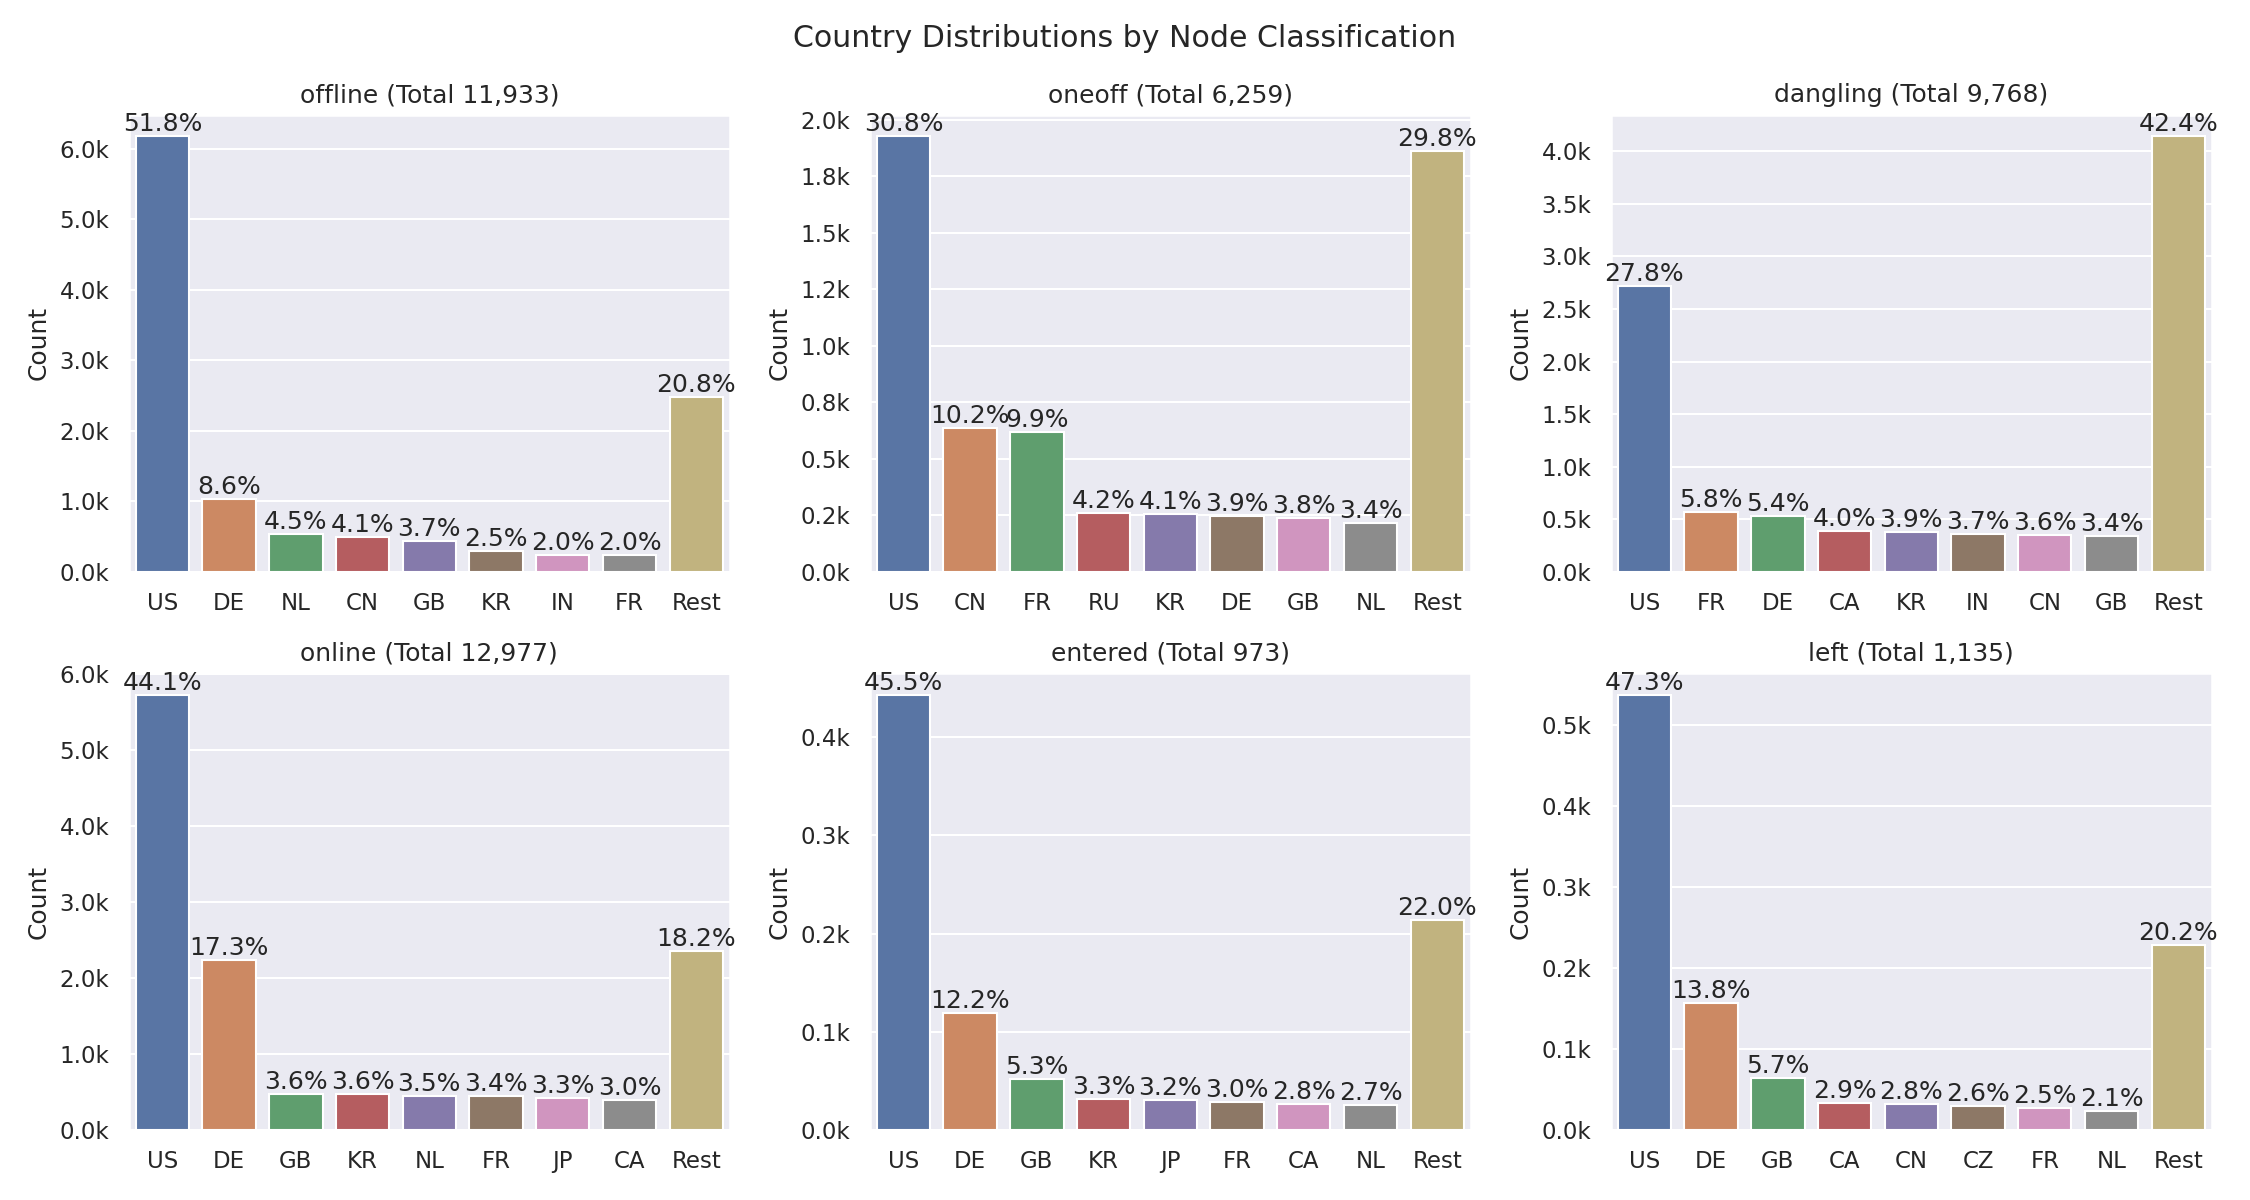 Country Distributions by Node Classification
offline (Total 11,933)
Count
6.0k
5.0k
4.0k
3.0k
2.0k
1.0k
0.0k
51.8%
8.6%
4.5%
4.1%
3.7%
2.5%
2.0%
2.0%
20.8%
US DE NL CN GB KR IN FR Rest
oneoff (Total 6,259)
Count
2.0k
1.8k
1.5k
1.2k
1.0k
0.8k
0.5k
0.2k
0.0k
30.8%
10.2%
9.9%
4.2%
4.1%
3.9%
3.8%
3.4%
29.8%
US CN FR RU KR DE GB NL Rest
dangling (Total 9,768)
Count
4.0k
3.5k
3.0k
2.5k
2.0k
1.5k
1.0k
0.5k
0.0k
27.8%
5.8%
5.4%
4.0%
3.9%
3.7%
3.6%
3.4%
42.4%
US FR DE CA KR IN CN GB Rest
online (Total 12,977)
Count
6.0k
5.0k
4.0k
3.0k
2.0k
1.0k
0.0k
44.1%
17.3%
3.6%
3.6%
3.5%
3.4%
3.3%
3.0%
18.2%
US DE GB KR NL FR JP CA Rest
entered (Total 973)
Count
0.4k
0.3k
0.2k
0.1k
0.0k
45.5%
12.2%
5.3%
3.3%
3.2%
3.0%
2.8%
2.7%
22.0%
US DE GB KR JP FR CA NL Rest
left (Total 1,135)
Count
0.5k
0.4k
0.3k
0.2k
0.1k
0.0k
47.3%
13.8%
5.7%
2.9%
2.8%
2.6%
2.5%
2.1%
20.2%
US DE GB CA CN CZ FR NL Rest